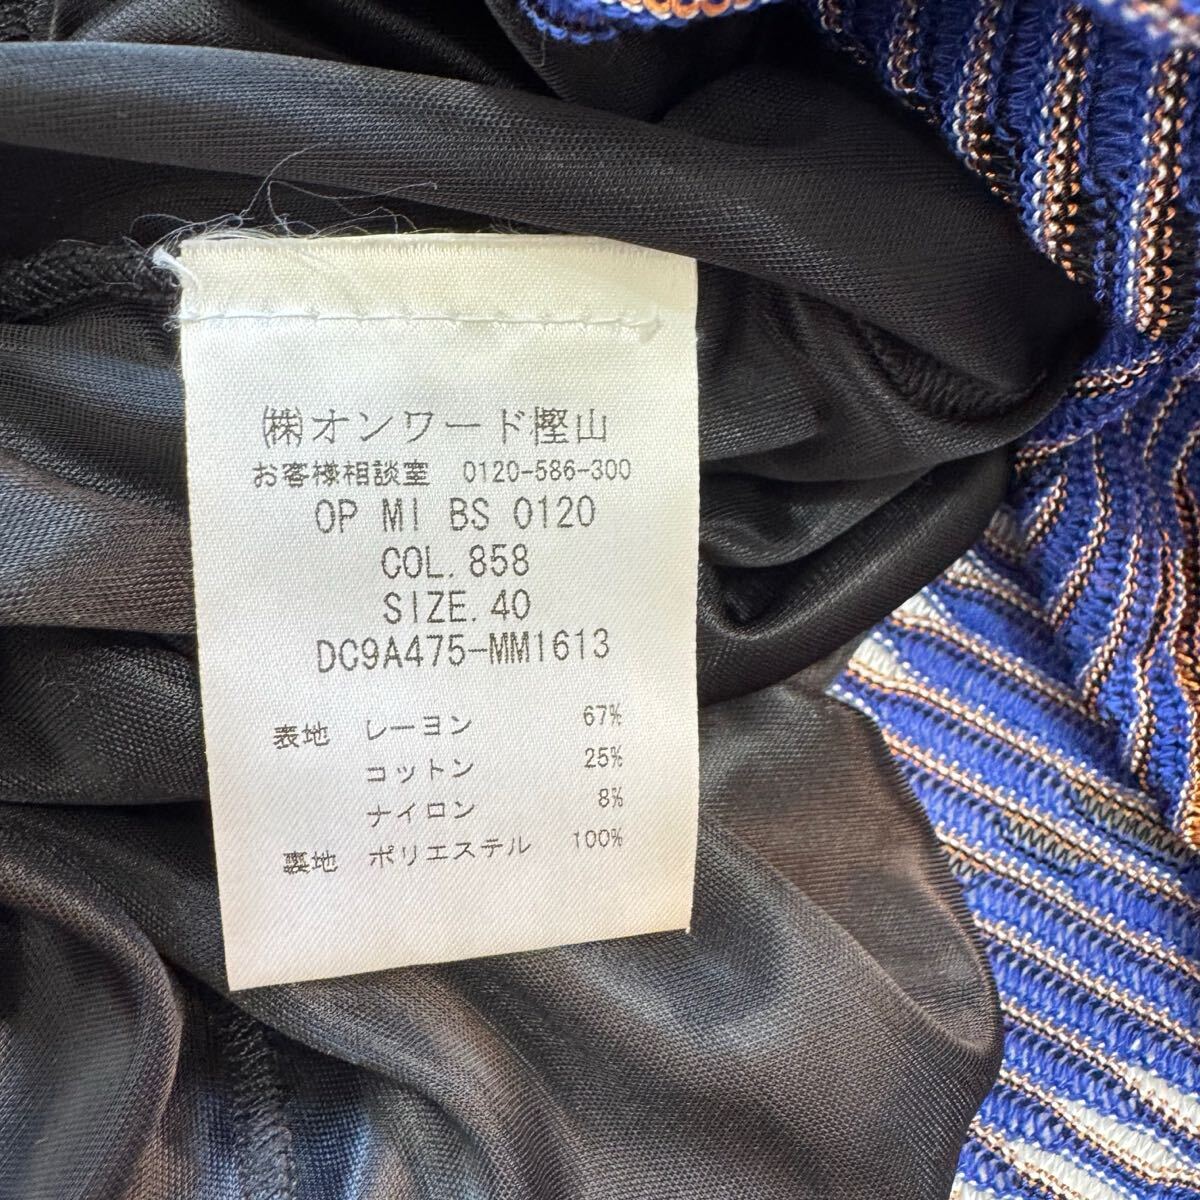 ㈱オンワード樫山
お客様相談室 0120-586-300
OP MI BS 0120
COL.858
SIZE.40
DC9A475-MM1613
表地 レーヨン 67%
コットン 25%
ナイロン 8%
裏地 ポリエステル 100%